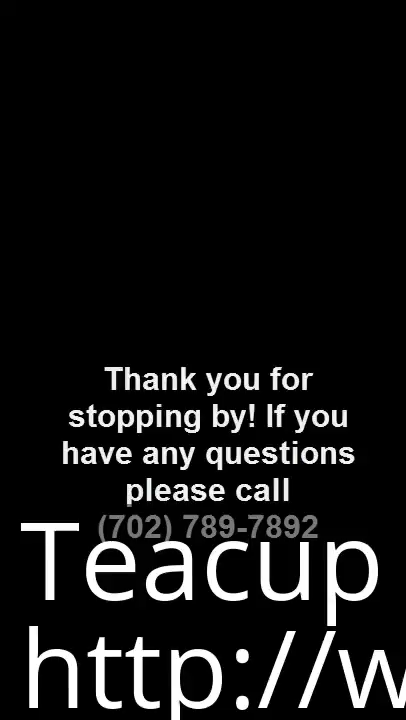 Thank you for
stopping by! If you
have any questions
please call
(702) 789-7892
Teacup
http://w